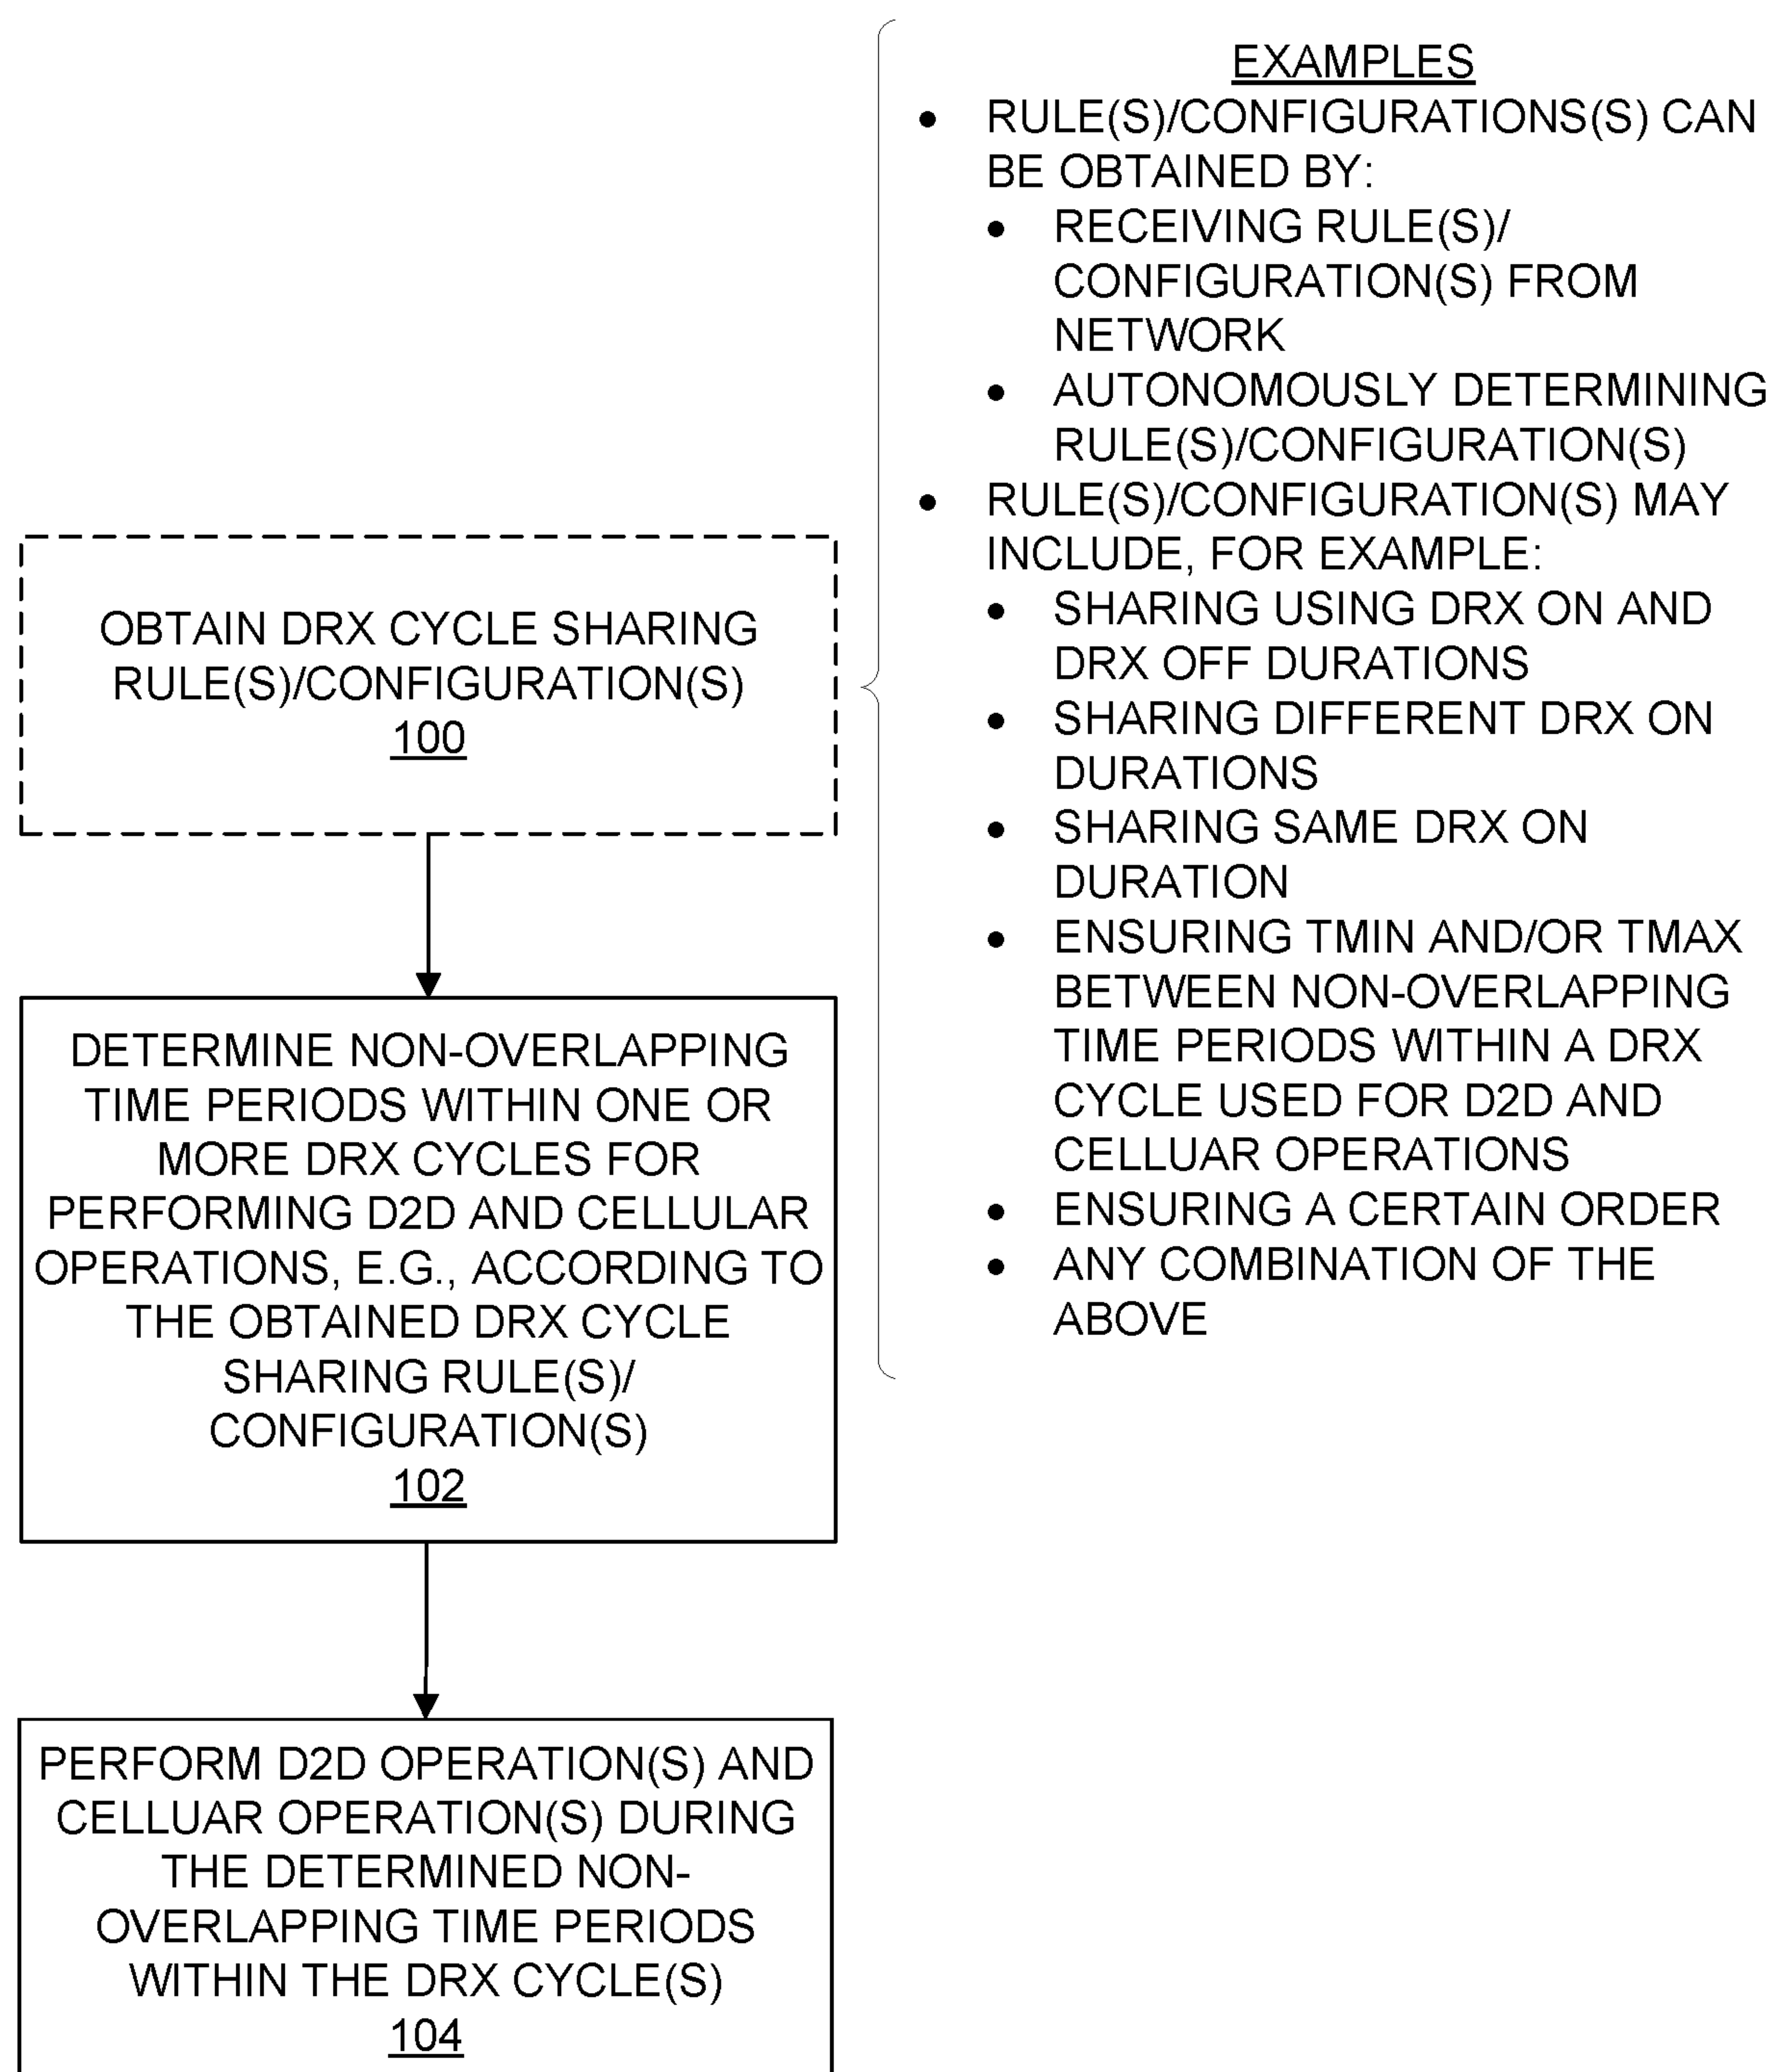 EXAMPLES
• RULE(S)/CONFIGURATIONS(S) CAN
BE OBTAINED BY:
• RECEIVING RULE(S)/
CONFIGURATION(S) FROM
NETWORK
• AUTONOMOUSLY DETERMINING
RULE(S)/CONFIGURATION(S)
• RULE(S)/CONFIGURATION(S) MAY
INCLUDE, FOR EXAMPLE:
• SHARING USING DRX ON AND
DRX OFF DURATIONS
• SHARING DIFFERENT DRX ON
DURATIONS
• SHARING SAME DRX ON
DURATION
• ENSURING TMIN AND/OR TMAX
BETWEEN NON-OVERLAPPING
TIME PERIODS WITHIN A DRX
CYCLE USED FOR D2D AND
CELLUAR OPERATIONS
• ENSURING A CERTAIN ORDER
• ANY COMBINATION OF THE
ABOVE
OBTAIN DRX CYCLE SHARING
RULE(S)/CONFIGURATION(S)
100
DETERMINE NON-OVERLAPPING
TIME PERIODS WITHIN ONE OR
MORE DRX CYCLES FOR
PERFORMING D2D AND CELLULAR
OPERATIONS, E.G., ACCORDING TO
THE OBTAINED DRX CYCLE
SHARING RULE(S)/
CONFIGURATION(S)
102
PERFORM D2D OPERATION(S) AND
CELLUAR OPERATION(S) DURING
THE DETERMINED NON-
OVERLAPPING TIME PERIODS
WITHIN THE DRX CYCLE(S)
104